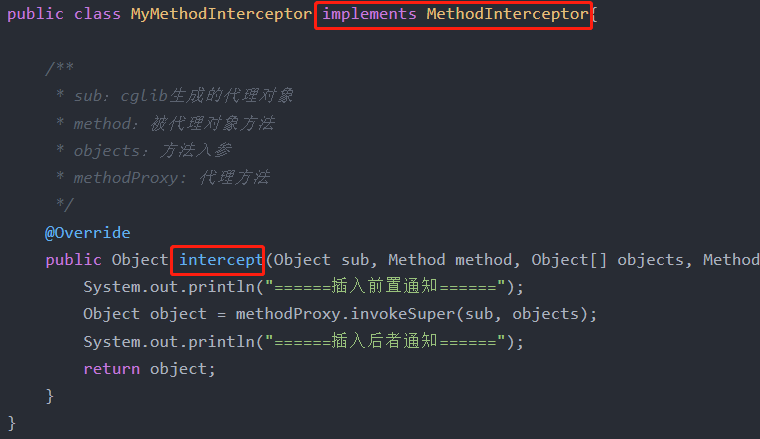 public class MyMethodInterceptor implements MethodInterceptor{
/**
* sub：cglib生成的代理对象
* method：被代理对象方法
* objects：方法入参
* methodProxy: 代理方法
*/
@Override
public Object intercept(Object sub, Method method, Object[] objects, Method
System.out.println("======插入前置通知======");
Object object = methodProxy.invokeSuper(sub, objects);
System.out.println("======插入后者通知======");
return object;
}
}